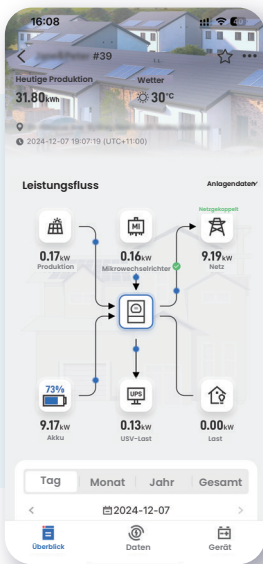 16:08
#39
Heutige Produktion
Wetter
31.80kWh
30°C
2024-12-07 19:07:19 (UTC+11:00)
Leistungsfluss
Anlagendaten
Netzgekoppelt
MI
0.17kW
0.16kW
9.19kW
Produktion
Mikrowechselrichter
Netz
73%
UPS
9.17kW
0.13kW
0.00kW
Akku
USV-Last
Last
Tag
Monat
Jahr
Gesamt
2024-12-07
Überblick
Daten
Gerät